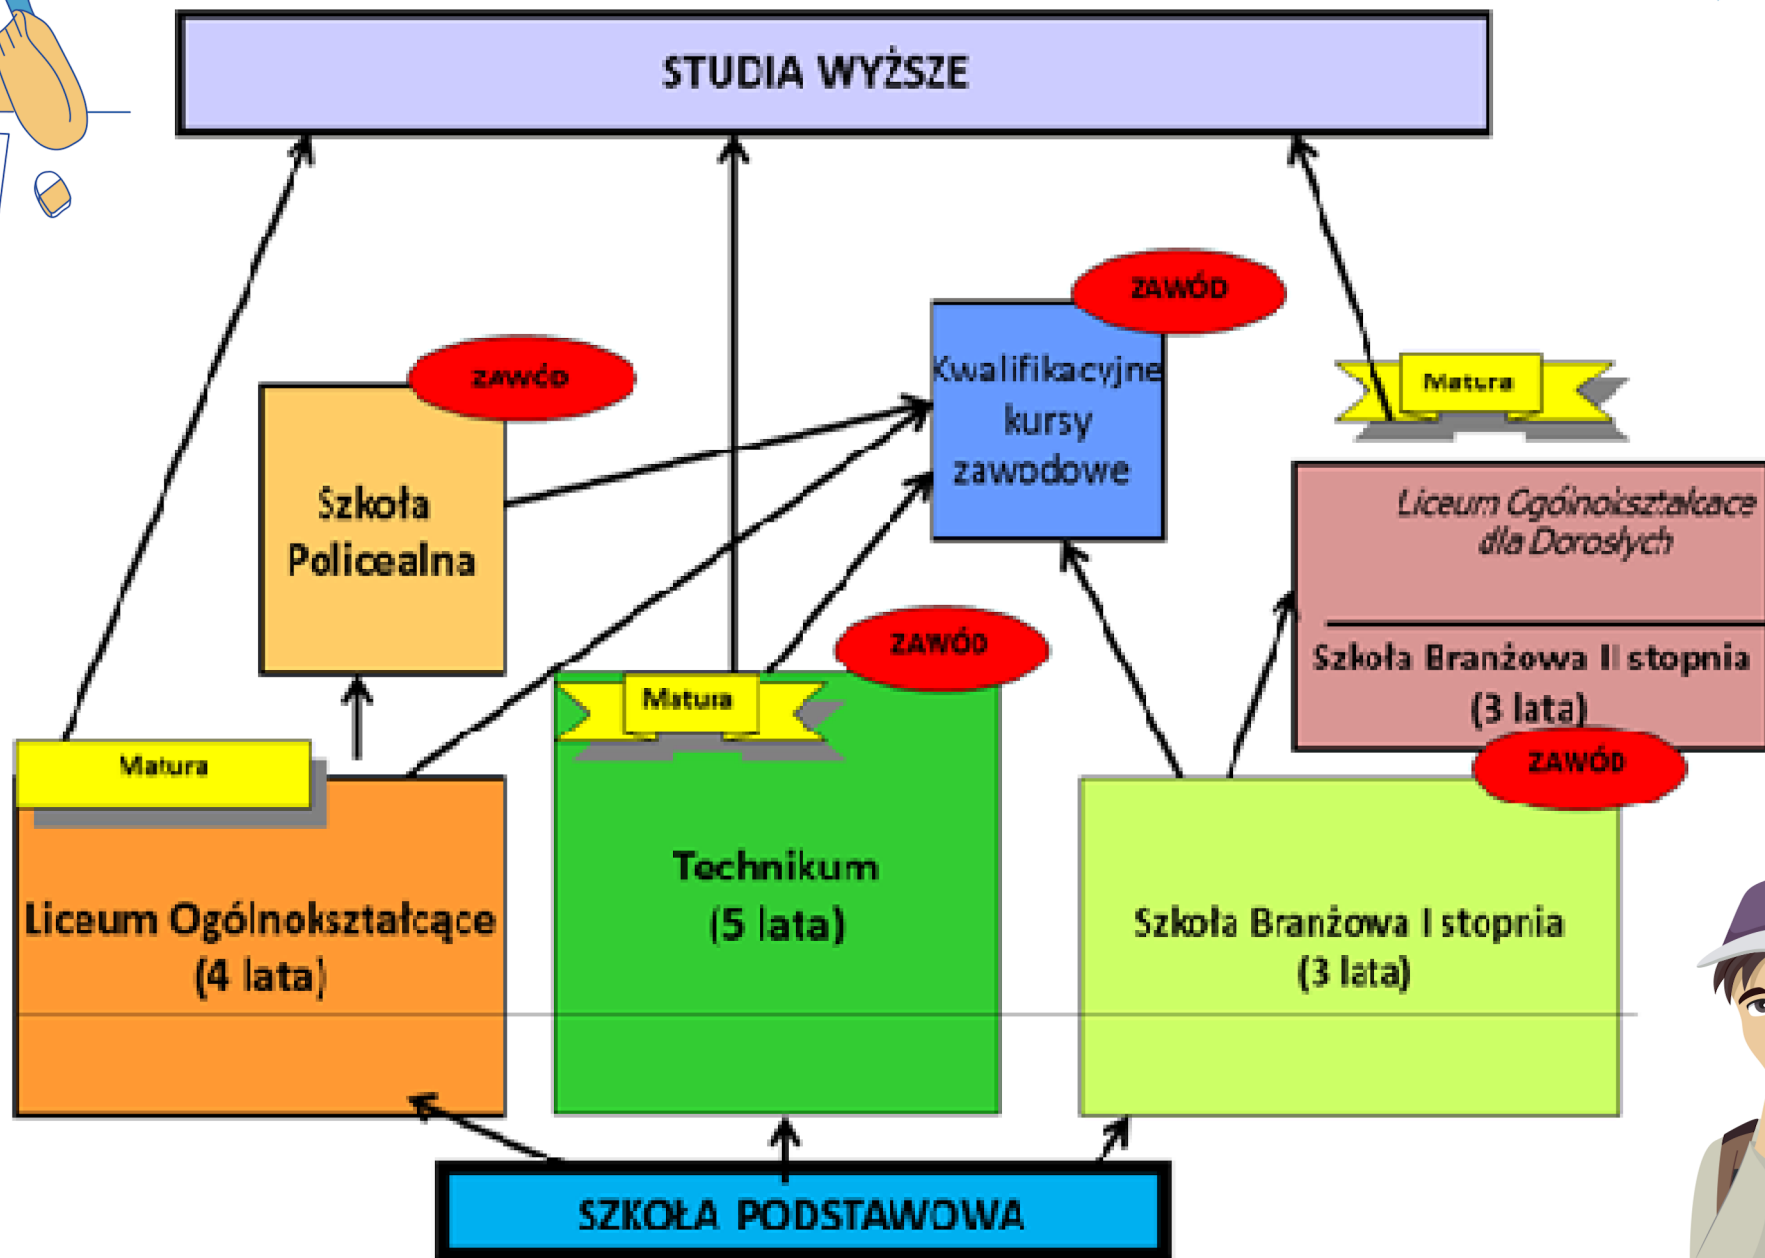 STUDIA WYŻSZE
ZAWÓD
ZAWÓD
Kwalifikacyjne
kursy
zawodowe
Matura
Szkoła
Policealna
Liceum Ogólnokształcace
dla Dorosłych
Szkoła Branżowa II stopnia
(3 lata)
ZAWÓD
ZAWÓD
Matura
Matura
Technikum
(5 lata)
Liceum Ogólnokształcące
(4 lata)
Szkoła Branżowa I stopnia
(3 lata)
SZKOŁA PODSTAWOWA